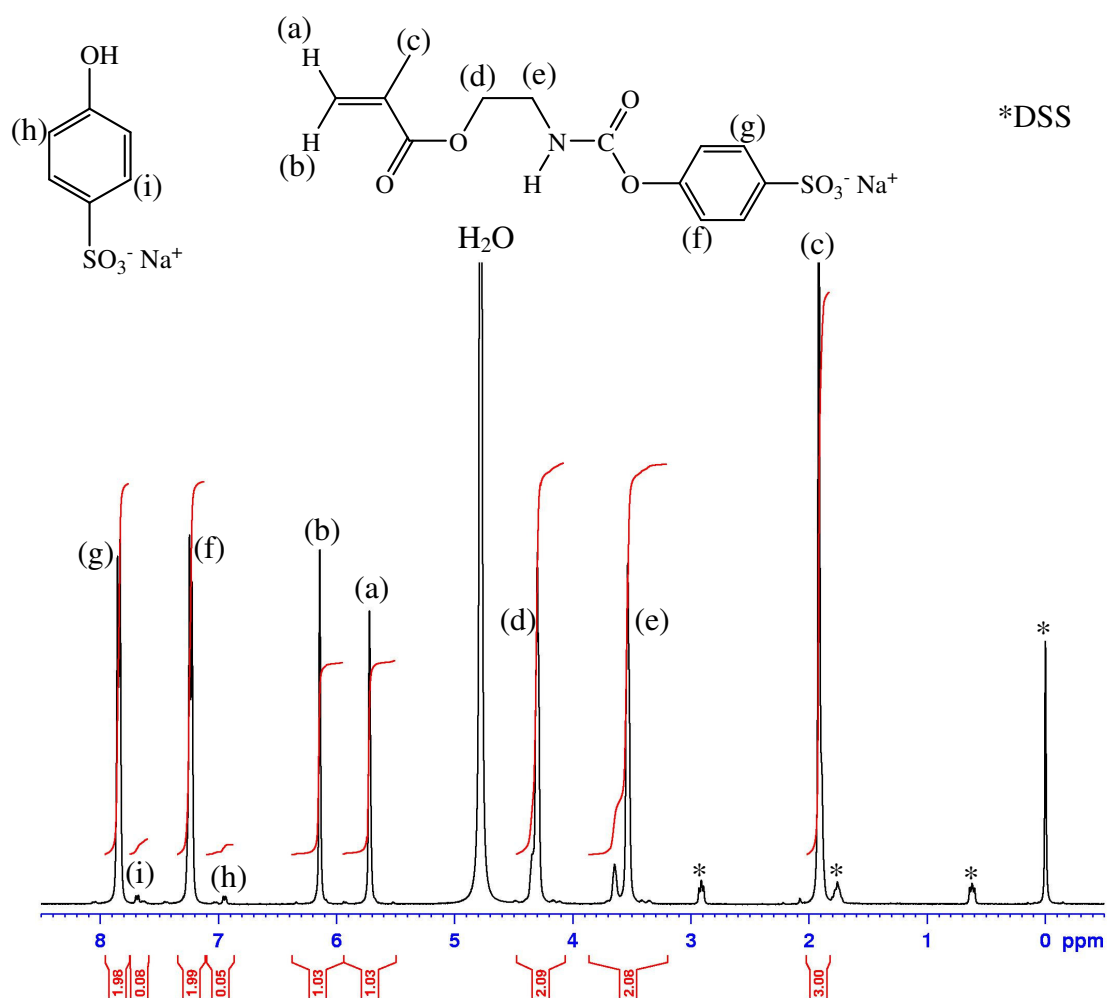 (a)
(c)
OH
H
(d)
(e)
(h)
O
*DSS
(g)
O
N
C
(i)
H
(b)
O
H
O
SO3- Na+
(f)
SO3- Na+
H2O
(c)
(b)
(g)
(f)
(a)
(d)
(e)
*
(i)
(h)
*
*
*
8 7 6 5 4 3 2 1 0 ppm
1.98 0.08 1.99 0.05 1.03 1.03 2.09 2.08 3.00